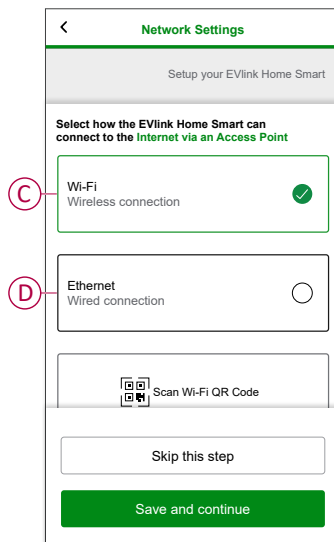 Network Settings
Setup your EVlink Home Smart
Select how the EVlink Home Smart can
connect to the Internet via an Access Point
C
Wi-Fi
Wireless connection
D
Ethernet
Wired connection
Scan Wi-Fi QR Code
Skip this step
Save and continue